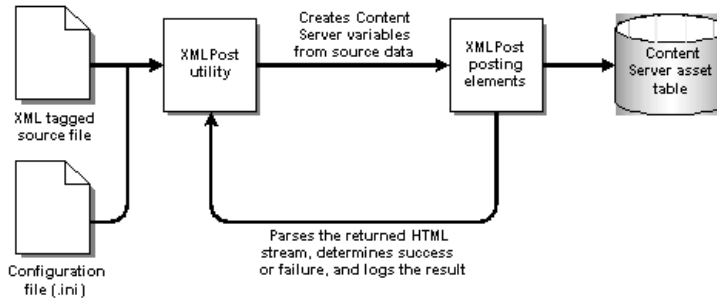 Creates Content
Server variables
from source data
XMLPost
utility
XMLPost
posting
elements
Content
Server asset
table
XML tagged
source file
Parses the returned HTML
stream, determines success
or failure, and logs the result
Configuration
file (.ini)